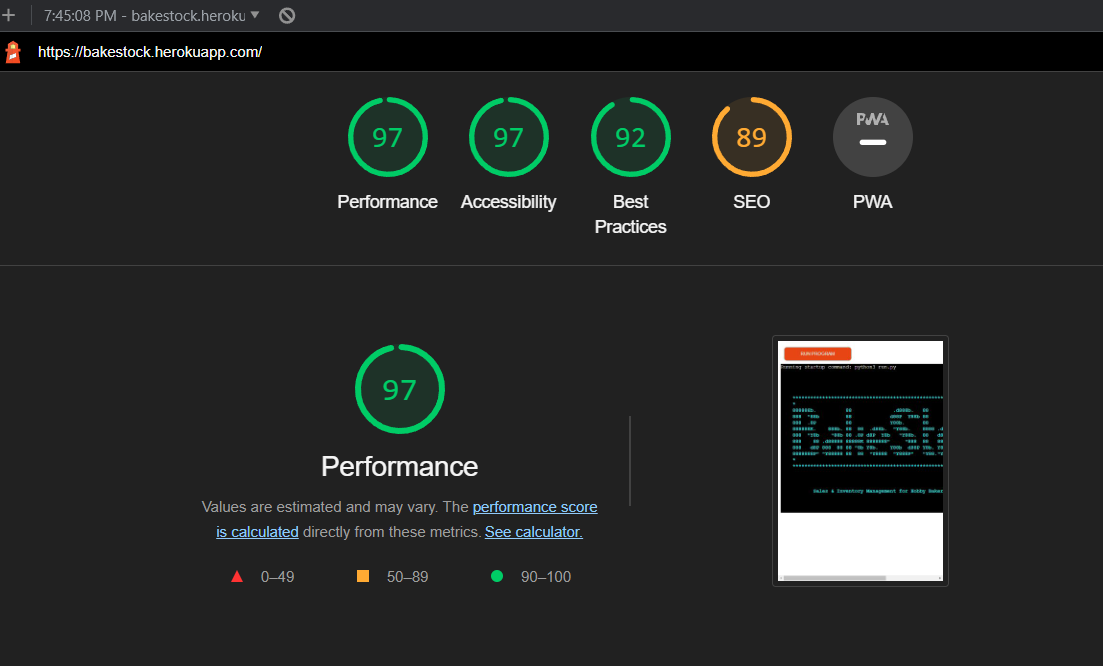 7:45:08 PM - bakestock.heroku
https://bakestock.herokuapp.com/
97 97 92 89 PWA
Performance Accessibility Best Practices SEO PWA
97
Performance
Values are estimated and may vary. The performance score
is calculated directly from these metrics. See calculator.
0–49 50–89 90–100
Running startup command: python3 run.py
Sales & Inventory Management for Hobby Baker